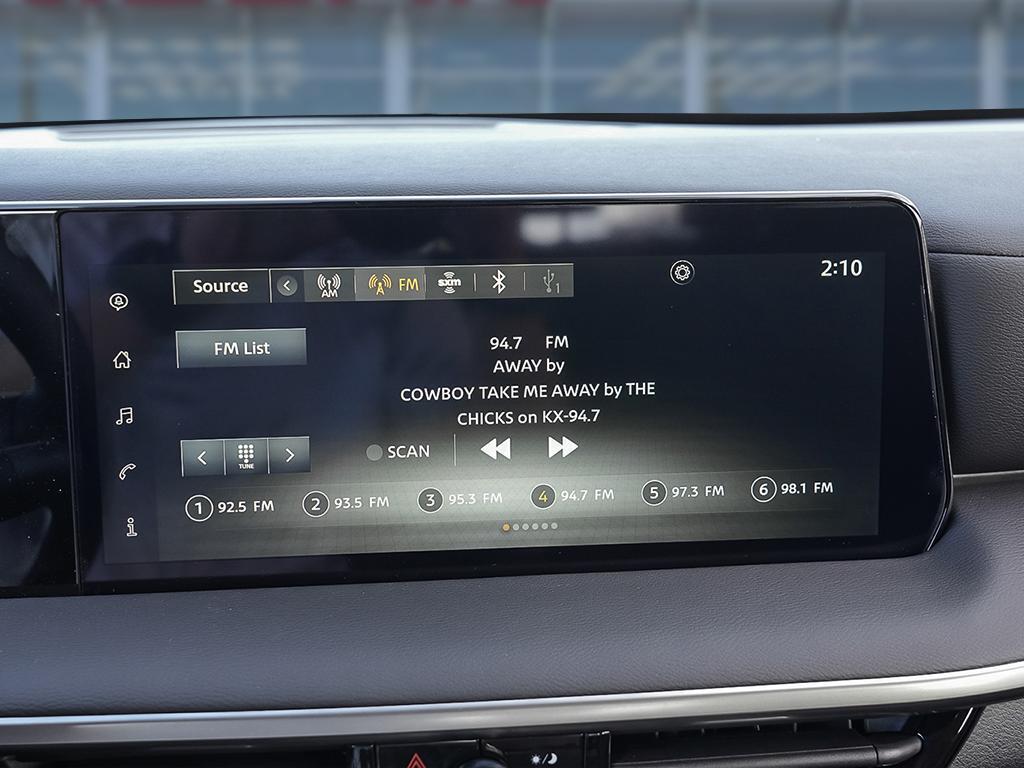 Source AM FM sxm 1 2:10
FM List
94.7 FM
AWAY by
COWBOY TAKE ME AWAY by THE
CHICKS on KX-94.7
TUNE SCAN
1 92.5 FM 2 93.5 FM 3 95.3 FM 4 94.7 FM 5 97.3 FM 6 98.1 FM